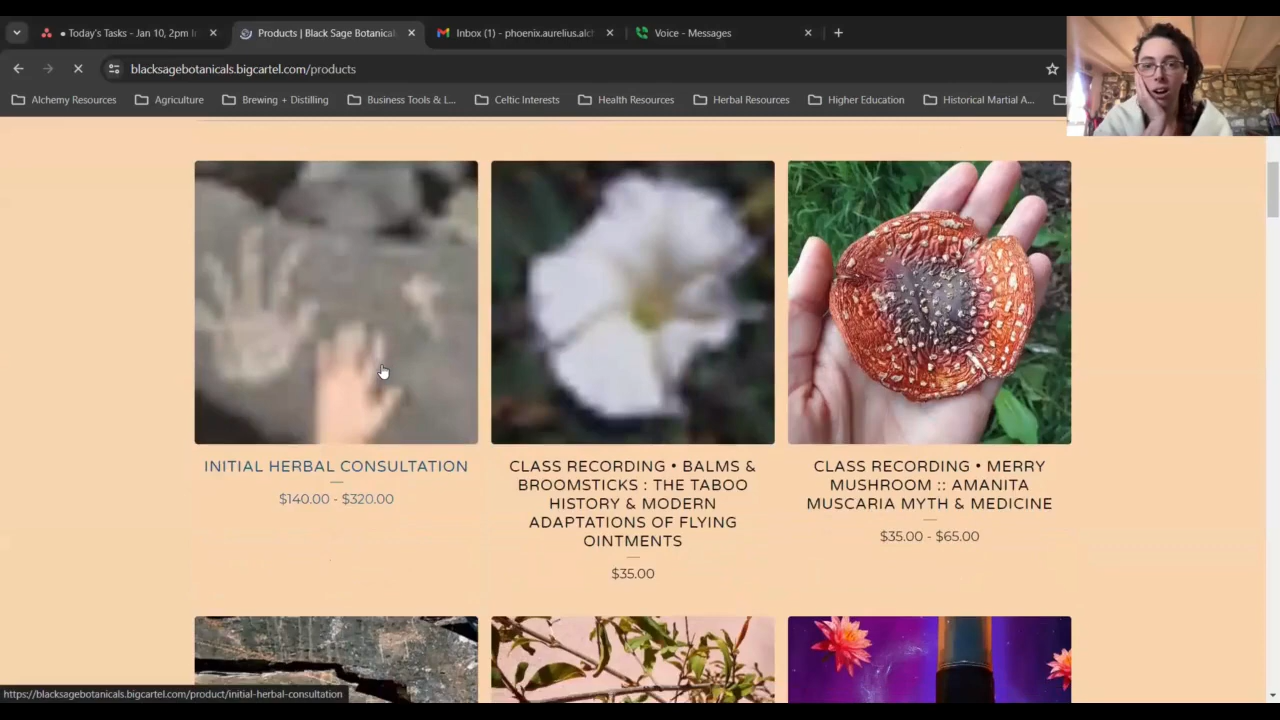 ● Today's Tasks - Jan 10, 2pm
Products | Black Sage Botanical
Inbox (1) - phoenix.aurelius.alc
Voice - Messages
blacksagebotanicals.bigcartel.com/products
Alchemy Resources
Agriculture
Brewing + Distilling
Business Tools & L...
Celtic Interests
Health Resources
Herbal Resources
Higher Education
Historical Martial A...
INITIAL HERBAL CONSULTATION
$140.00 - $320.00
CLASS RECORDING • BALMS &
BROOMSTICKS : THE TABOO
HISTORY & MODERN
ADAPTATIONS OF FLYING
OINTMENTS
$35.00
CLASS RECORDING • MERRY
MUSHROOM :: AMANITA
MUSCARIA MYTH & MEDICINE
$35.00 - $65.00
https://blacksagebotanicals.bigcartel.com/product/initial-herbal-consultation